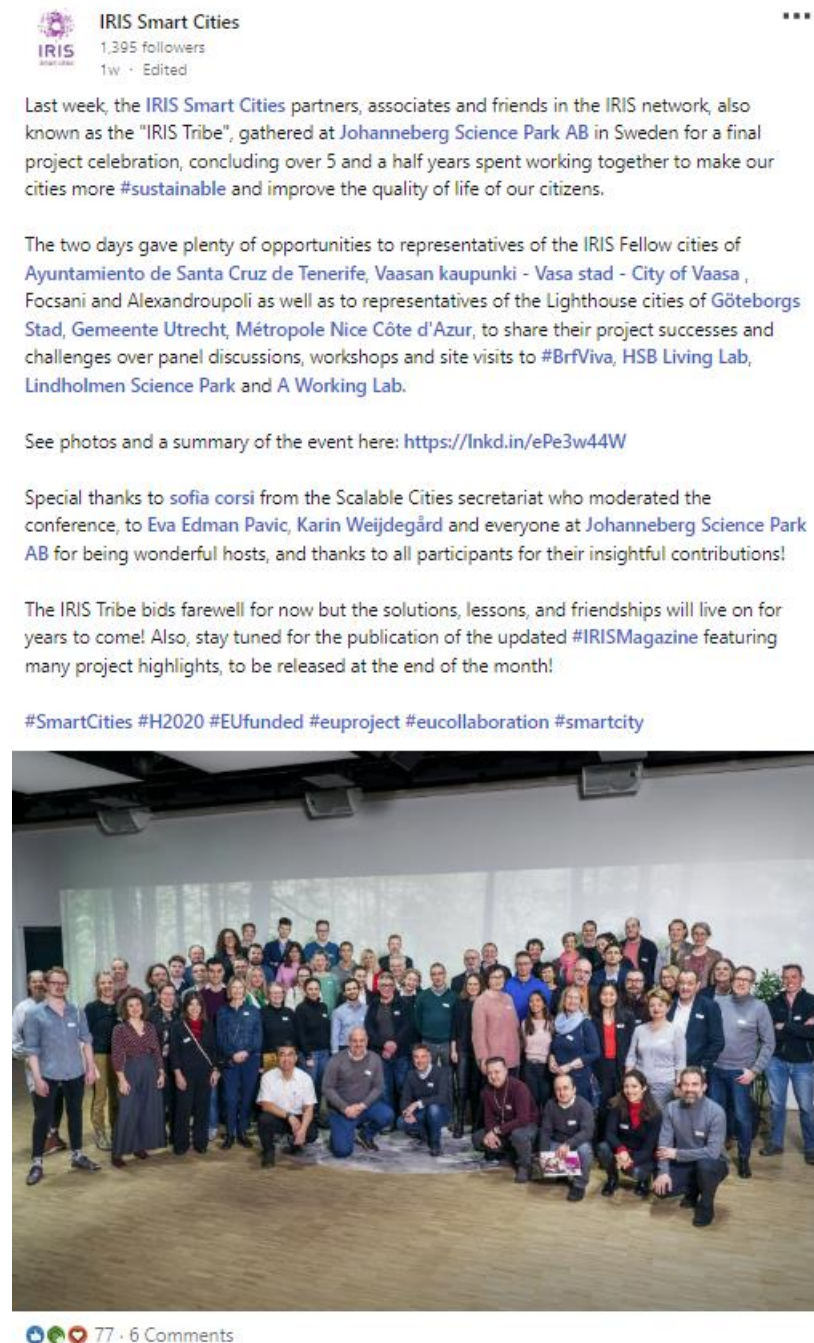 IRIS Smart Cities
IRIS
1,395 followers
1w · Edited
Last week, the IRIS Smart Cities partners, associates and friends in the IRIS network, also
known as the "IRIS Tribe", gathered at Johanneberg Science Park AB in Sweden for a final
project celebration, concluding over 5 and a half years spent working together to make our
cities more #sustainable and improve the quality of life of our citizens.
The two days gave plenty of opportunities to representatives of the IRIS Fellow cities of
Ayuntamiento de Santa Cruz de Tenerife, Vaasan kaupunki - Vasa stad - City of Vaasa ,
Focsani and Alexandroupoli as well as to representatives of the Lighthouse cities of Göteborgs
Stad, Gemeente Utrecht, Métropole Nice Côte d'Azur, to share their project successes and
challenges over panel discussions, workshops and site visits to #BrfViva, HSB Living Lab,
Lindholmen Science Park and A Working Lab.
See photos and a summary of the event here: https://lnkd.in/ePe3w44W
Special thanks to sofia corsi from the Scalable Cities secretariat who moderated the
conference, to Eva Edman Pavic, Karin Weijdegård and everyone at Johanneberg Science Park
AB for being wonderful hosts, and thanks to all participants for their insightful contributions!
The IRIS Tribe bids farewell for now but the solutions, lessons, and friendships will live on for
years to come! Also, stay tuned for the publication of the updated #IRISMagazine featuring
many project highlights, to be released at the end of the month!
#SmartCities #H2020 #EUfunded #euproject #eucollaboration #smartcity
77 · 6 Comments